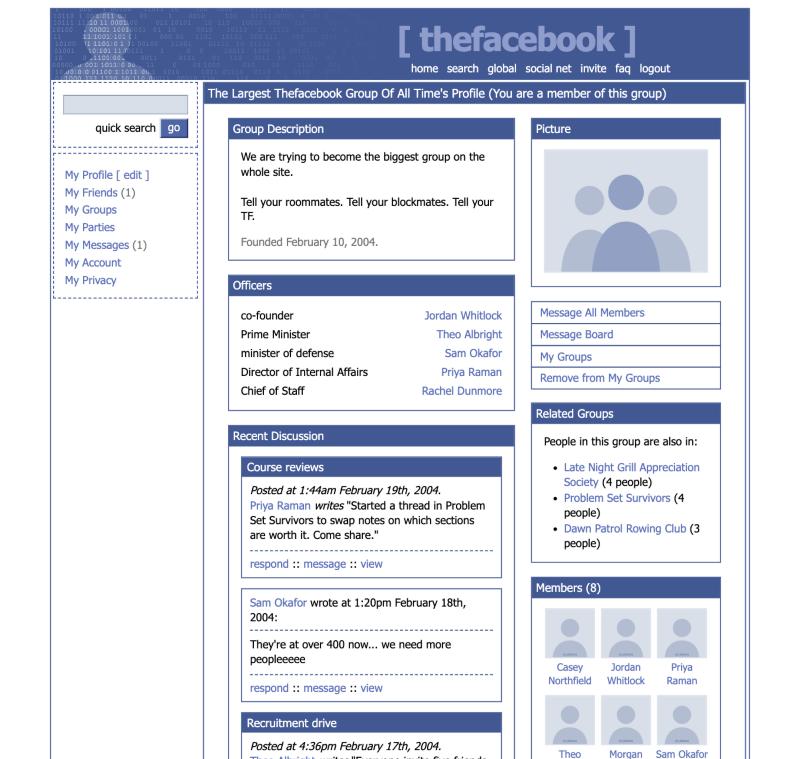 [ thefacebook ]
home search global social net invite faq logout
quick search go
My Profile [ edit ]
My Friends (1)
My Groups
My Parties
My Messages (1)
My Account
My Privacy
The Largest Thefacebook Group Of All Time's Profile (You are a member of this group)
Group Description
We are trying to become the biggest group on the
whole site.
Tell your roommates. Tell your blockmates. Tell your
TF.
Founded February 10, 2004.
Officers
co-founder Jordan Whitlock
Prime Minister Theo Albright
minister of defense Sam Okafor
Director of Internal Affairs Priya Raman
Chief of Staff Rachel Dunmore
Recent Discussion
Course reviews
Posted at 1:44am February 19th, 2004.
Priya Raman writes "Started a thread in Problem
Set Survivors to swap notes on which sections
are worth it. Come share."
respond :: message :: view
Sam Okafor wrote at 1:20pm February 18th,
2004:
They're at over 400 now... we need more
peopleeeee
respond :: message :: view
Recruitment drive
Posted at 4:36pm February 17th, 2004.
Picture
Message All Members
Message Board
My Groups
Remove from My Groups
Related Groups
People in this group are also in:
• Late Night Grill Appreciation
Society (4 people)
• Problem Set Survivors (4
people)
• Dawn Patrol Rowing Club (3
people)
Members (8)
Casey Jordan Priya
Northfield Whitlock Raman
Theo Morgan Sam Okafor